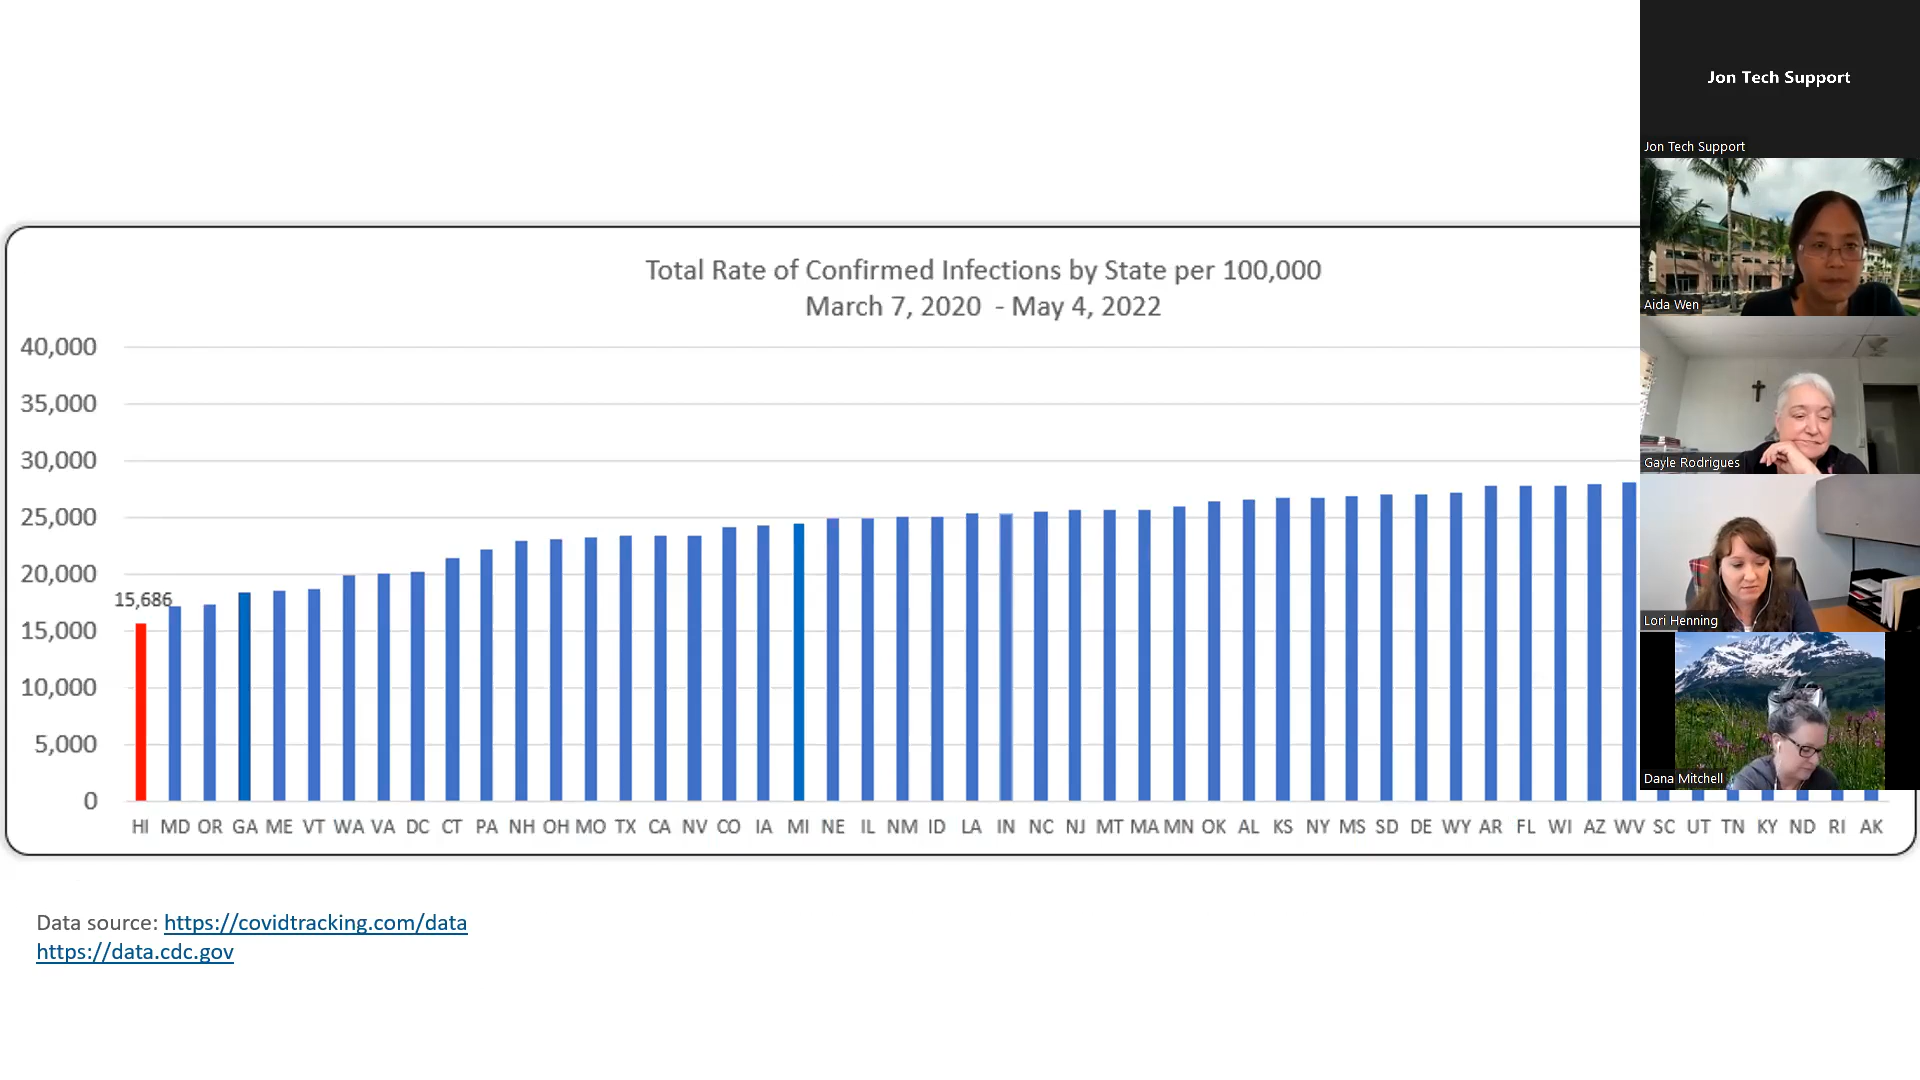 Total Rate of Confirmed Infections by State per 100,000
March 7, 2020 - May 4, 2022
40,000
35,000
30,000
25,000
20,000
15,000
10,000
5,000
0
15,686
HI MD OR GA ME VT WA VA DC CT PA NH OH MO TX CA NV CO IA MI NE IL NM ID LA IN NC NJ MT MA MN OK AL KS NY MS SD DE WY AR FL WI AZ WV SC UT TN KY ND RI AK
Data source: https://covidtracking.com/data
https://data.cdc.gov
Jon Tech Support
Jon Tech Support
Aida Wen
Gayle Rodrigues
Lori Henning
Dana Mitchell